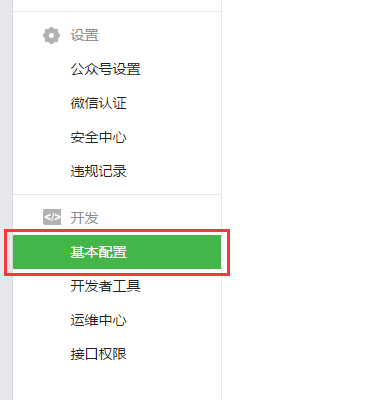 设置
公众号设置
微信认证
安全中心
违规记录
</> 开发
基本配置
开发者工具
运维中心
接口权限